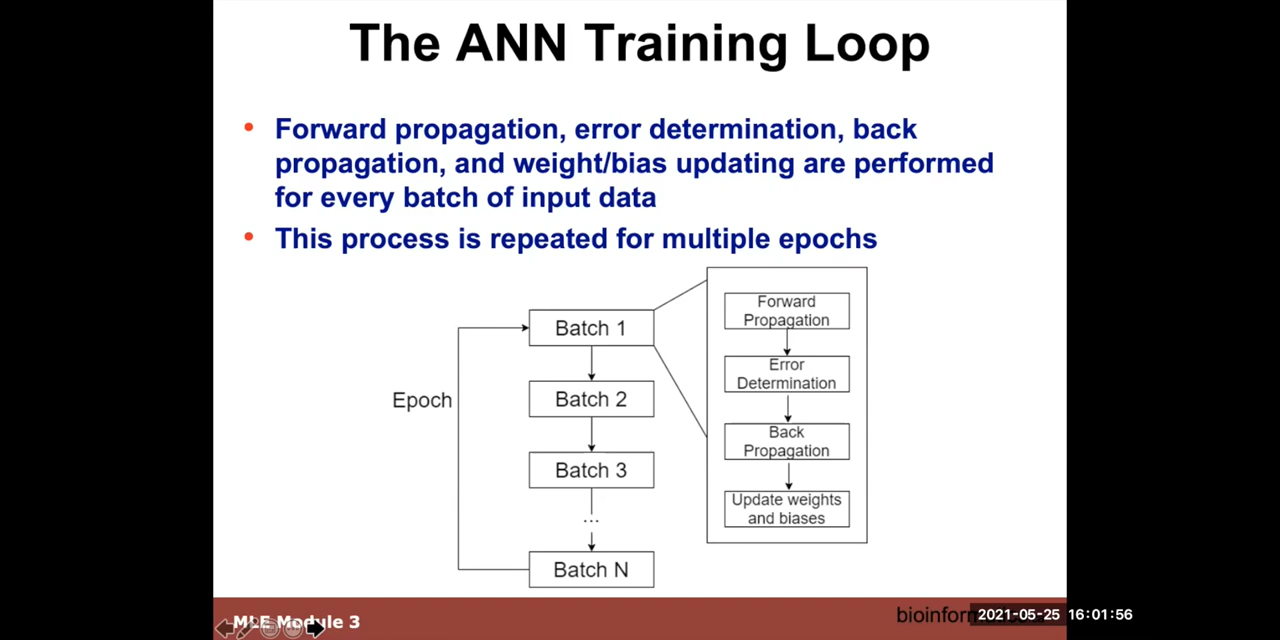 The ANN Training Loop
• Forward propagation, error determination, back
propagation, and weight/bias updating are performed
for every batch of input data
• This process is repeated for multiple epochs
Forward
Propagation
Batch 1
Error
Determination
Epoch
Batch 2
Back
Propagation
Batch 3
Update weights
and biases
...
Batch N
MLE Module 3
2021-05-25 16:01:56